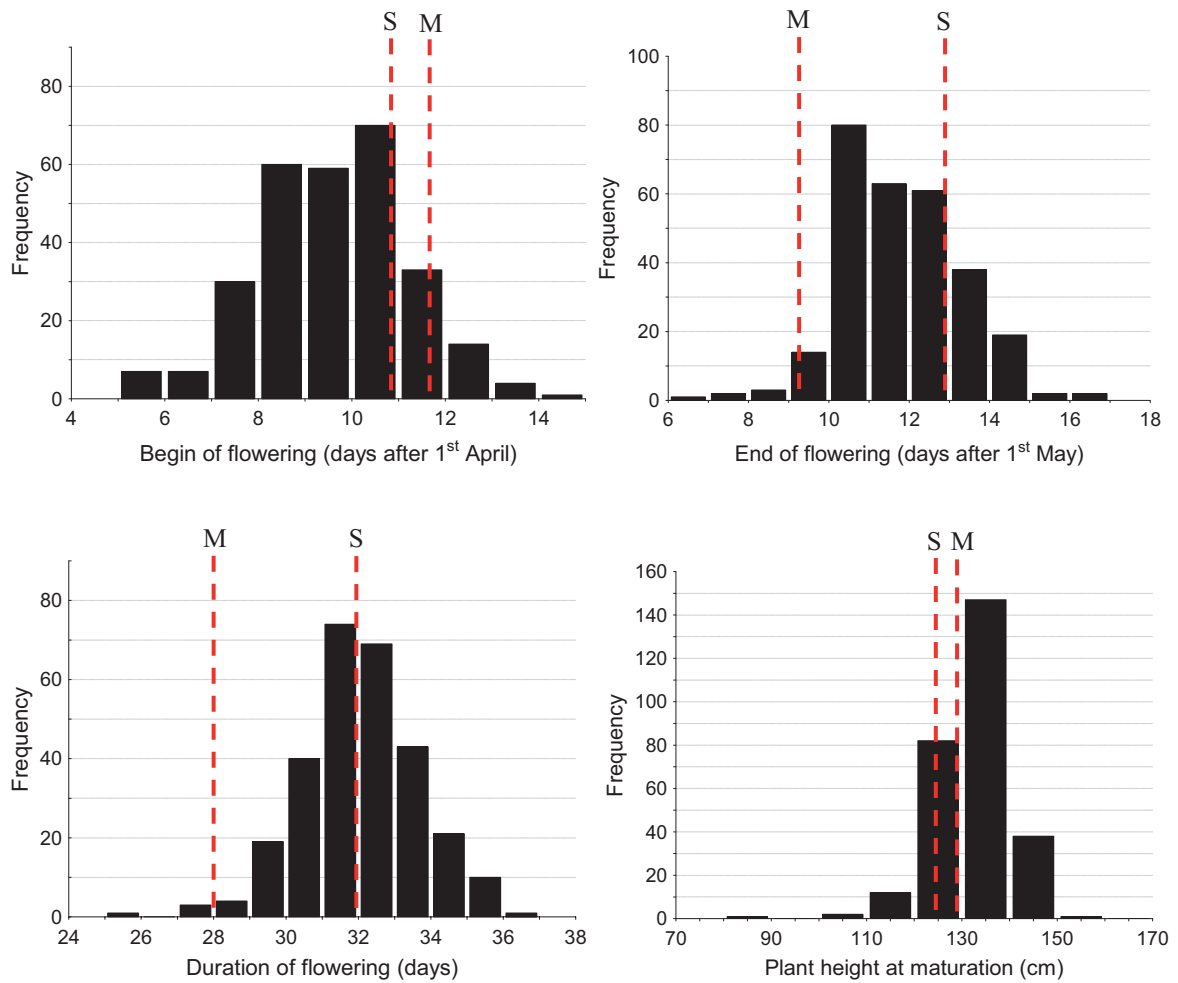 S M
80
60
40
20
0
Frequency
4 6 8 10 12 14
Begin of flowering (days after 1st April)
M S
100
80
60
40
20
0
Frequency
6 8 10 12 14 16 18
End of flowering (days after 1st May)
M S
80
60
40
20
0
Frequency
24 26 28 30 32 34 36 38
Duration of flowering (days)
S M
160
140
120
100
80
60
40
20
0
Frequency
70 90 110 130 150 170
Plant height at maturation (cm)